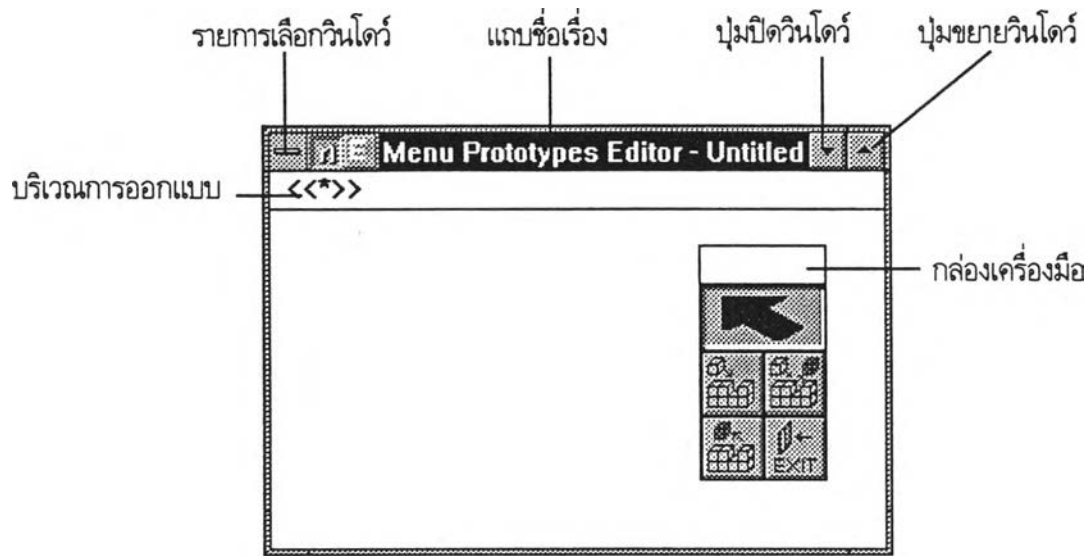 รายการเลือกวินโดว์ แถบชื่อเรื่อง ปุ่มปิดวินโดว์ ปุ่มขยายวินโดว์
Menu Prototypes Editor - Untitled
บริเวณการออกแบบ <<*>>
กล่องเครื่องมือ
EXIT